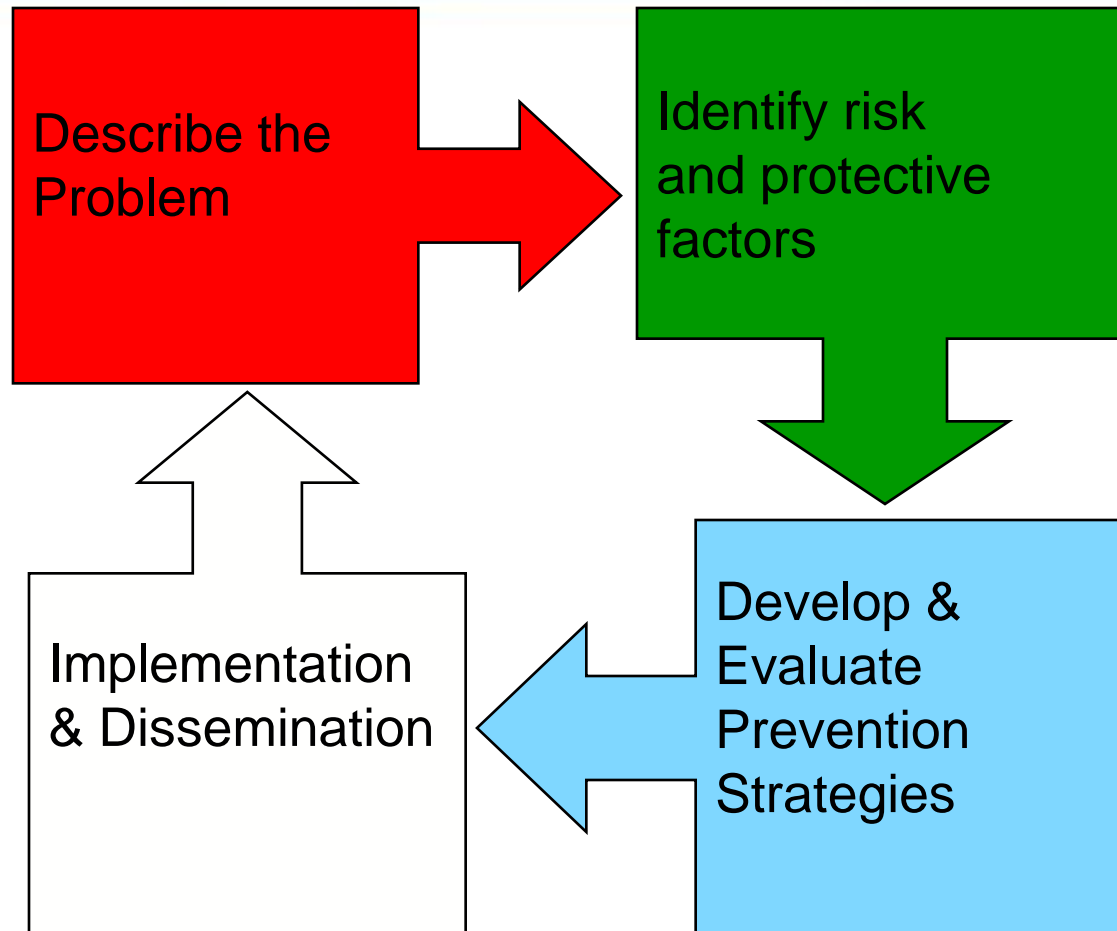 Describe the
Problem
Identify risk
and protective
factors
Develop &
Evaluate
Prevention
Strategies
Implementation
& Dissemination